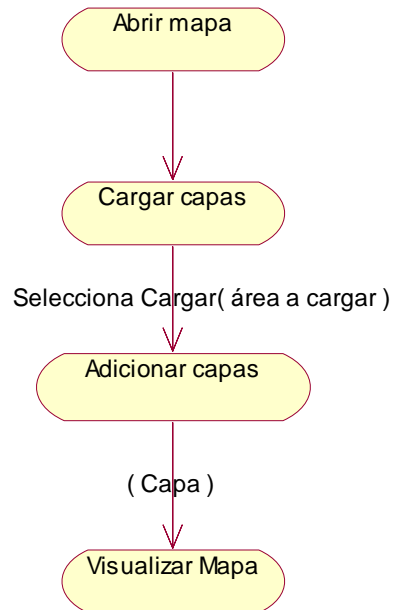 Abrir mapa
Cargar capas
Selecciona Cargar( área a cargar )
Adicionar capas
( Capa )
Visualizar Mapa